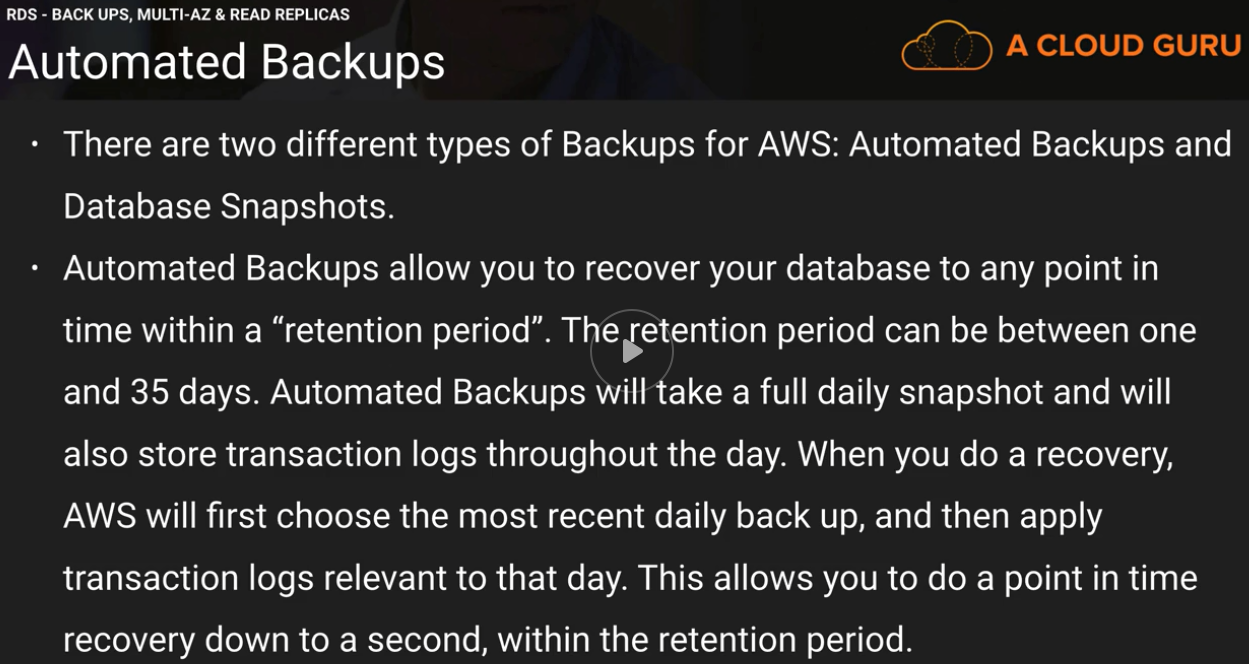 RDS - BACK UPS, MULTI-AZ & READ REPLICAS
Automated Backups
A CLOUD GURU
• There are two different types of Backups for AWS: Automated Backups and
Database Snapshots.
• Automated Backups allow you to recover your database to any point in
time within a “retention period”. The retention period can be between one
and 35 days. Automated Backups will take a full daily snapshot and will
also store transaction logs throughout the day. When you do a recovery,
AWS will first choose the most recent daily back up, and then apply
transaction logs relevant to that day. This allows you to do a point in time
recovery down to a second, within the retention period.